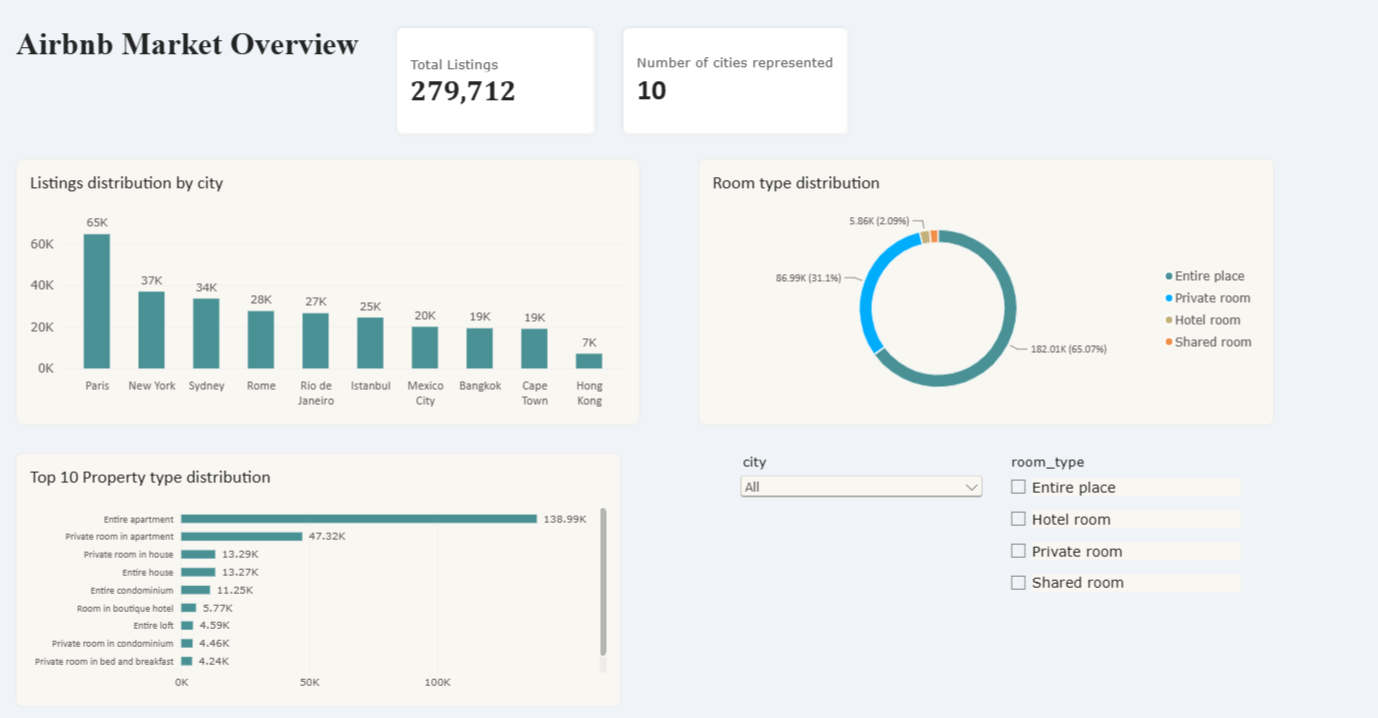 Airbnb Market Overview
Total Listings
279,712
Number of cities represented
10
Listings distribution by city
60K
40K
20K
0K
65K
37K
34K
28K
27K
25K
20K
19K
19K
7K
Paris
New York
Sydney
Rome
Rio de
Janeiro
Istanbul
Mexico
City
Bangkok
Cape
Town
Hong
Kong
Room type distribution
5.86K (2.09%)
86.99K (31.1%)
182.01K (65.07%)
Entire place
Private room
Hotel room
Shared room
Top 10 Property type distribution
Entire apartment 138.99K
Private room in apartment 47.32K
Private room in house 13.29K
Entire house 13.27K
Entire condominium 11.25K
Room in boutique hotel 5.77K
Entire loft 4.59K
Private room in condominium 4.46K
Private room in bed and breakfast 4.24K
0K 50K 100K
city
All
room_type
Entire place
Hotel room
Private room
Shared room